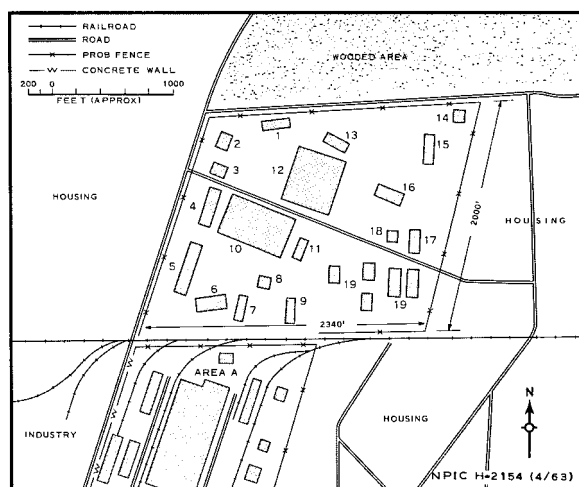 RAILROAD
ROAD
PROB FENCE
W CONCRETE WALL
200 0 1000
FEET (APPROX)
WOODED AREA
14
1
13
2
15
12
3
HOUSING
16
2000'
4
HOUSING
18
17
10
11
5
19
8
6
7
9
19
2340'
AREA A
W
HOUSING
W
N
INDUSTRY
W
NPIC H-2154 (4/63)